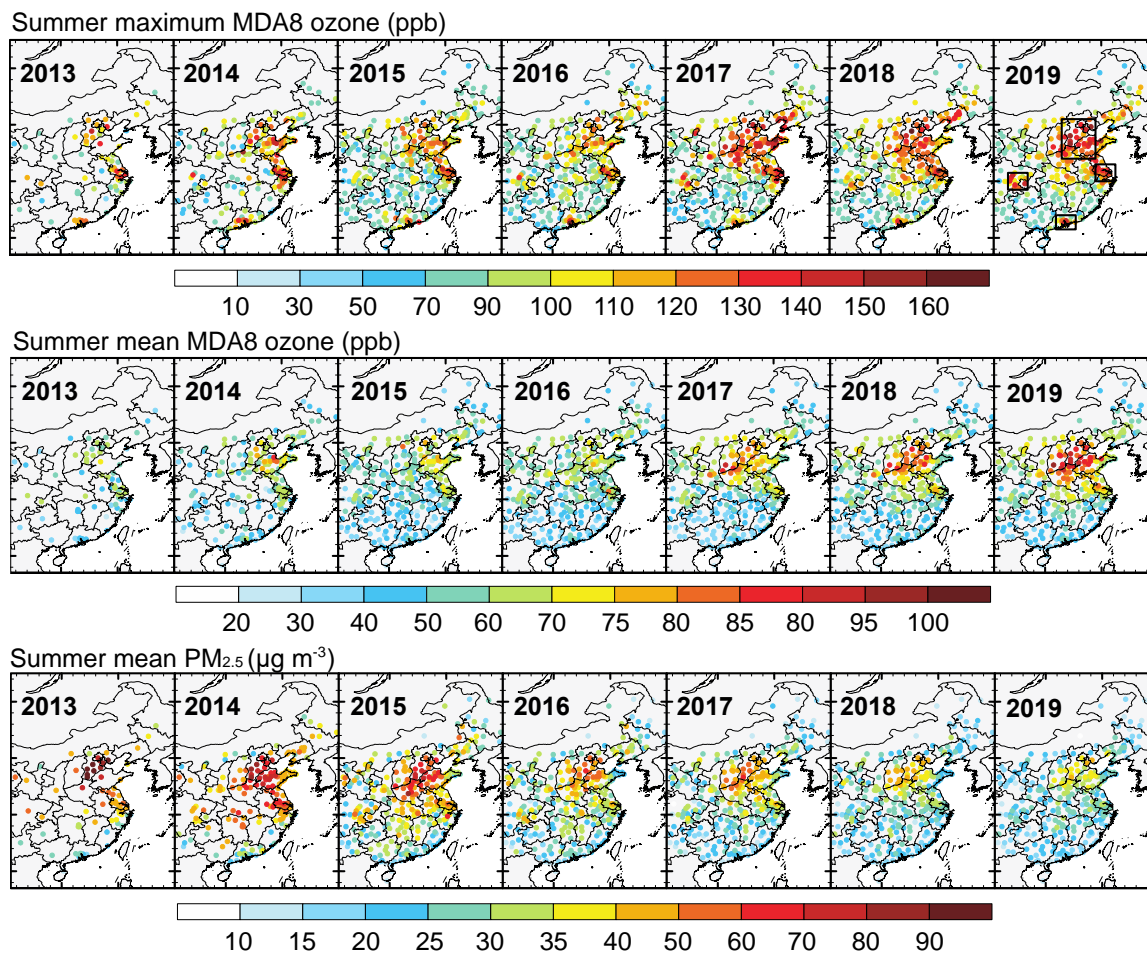 Summer maximum MDA8 ozone (ppb)
2013 2014 2015 2016 2017 2018 2019
10 30 50 70 90 100 110 120 130 140 150 160
Summer mean MDA8 ozone (ppb)
2013 2014 2015 2016 2017 2018 2019
20 30 40 50 60 70 75 80 85 80 95 100
Summer mean PM2.5 (μg m-3)
2013 2014 2015 2016 2017 2018 2019
10 15 20 25 30 35 40 50 60 70 80 90